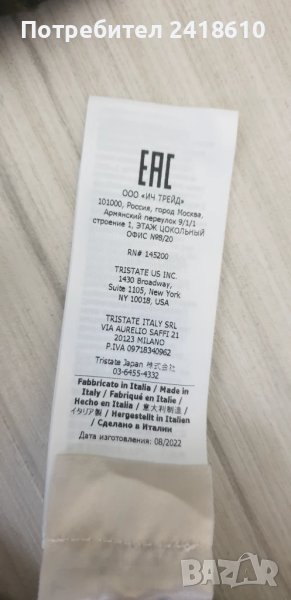 Потребител 2418610
EAC
ООО «ИЧ ТРЕЙД»
101000, Россия, город Москва,
Армянский переулок 9/1/1
строение 1, ЭТАЖ ЦОКОЛЬНЫЙ
ОФИС №8/20
RN# 145200
TRISTATE US INC.
1430 Broadway,
Suite 1105, New York
NY 10018, USA
TRISTATE ITALY SRL
VIA AURELIO SAFFI 21
20123 MILANO
P.IVA 09718340962
Tristate Japan 株式会社
03-6455-4332
Fabbricato in Italia / Made in
Italy / Fabriqué en Italie /
Hecho en Italia / 意大利制造 /
イタリア製 / Hergestellt in Italien
/ Сделано в Италии
Дата изготовления: 08/2022
BAZAR